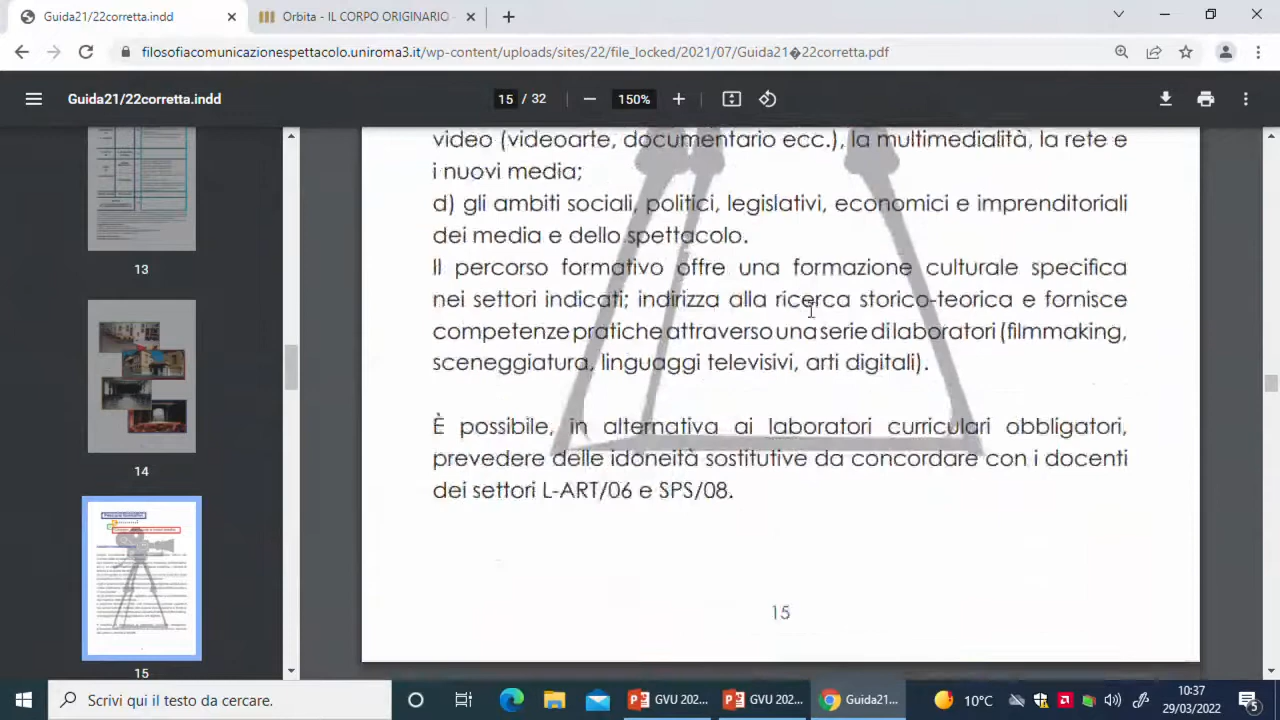 Guida21/22corretta.indd
Orbita - IL CORPO ORIGINARIO
filosofiacomunicazionespettacolo.uniroma3.it/wp-content/uploads/sites/22/file_locked/2021/07/Guida21�22corretta.pdf
Guida21/22corretta.indd
15 / 32
150%
13
14
15
video (videoarte, documentario ecc.), la multimedialità, la rete e
i nuovi media;
d) gli ambiti sociali, politici, legislativi, economici e imprenditoriali
dei media e dello spettacolo.
Il percorso formativo offre una formazione culturale specifica
nei settori indicati; indirizza alla ricerca storico-teorica e fornisce
competenze pratiche attraverso una serie di laboratori (filmmaking,
sceneggiatura, linguaggi televisivi, arti digitali).
È possibile, in alternativa ai laboratori curriculari obbligatori,
prevedere delle idoneità sostitutive da concordare con i docenti
dei settori L-ART/06 e SPS/08.
15
Scrivi qui il testo da cercare.
GVU 202...
GVU 202...
Guida21...
10°C
10:37
29/03/2022
5